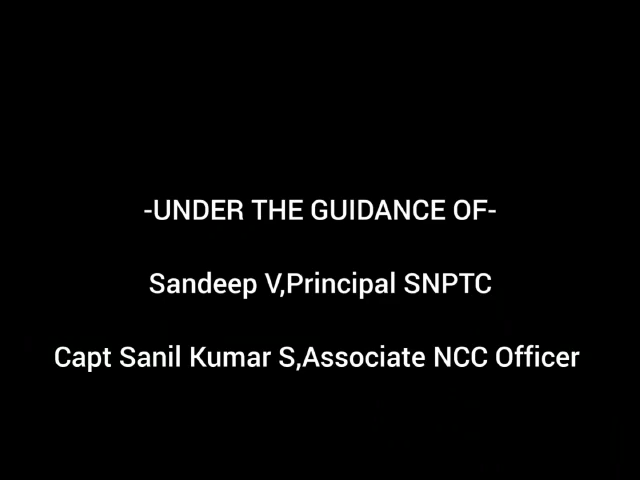 -UNDER THE GUIDANCE OF-
Sandeep V,Principal SNPTC
Capt Sanil Kumar S,Associate NCC Officer